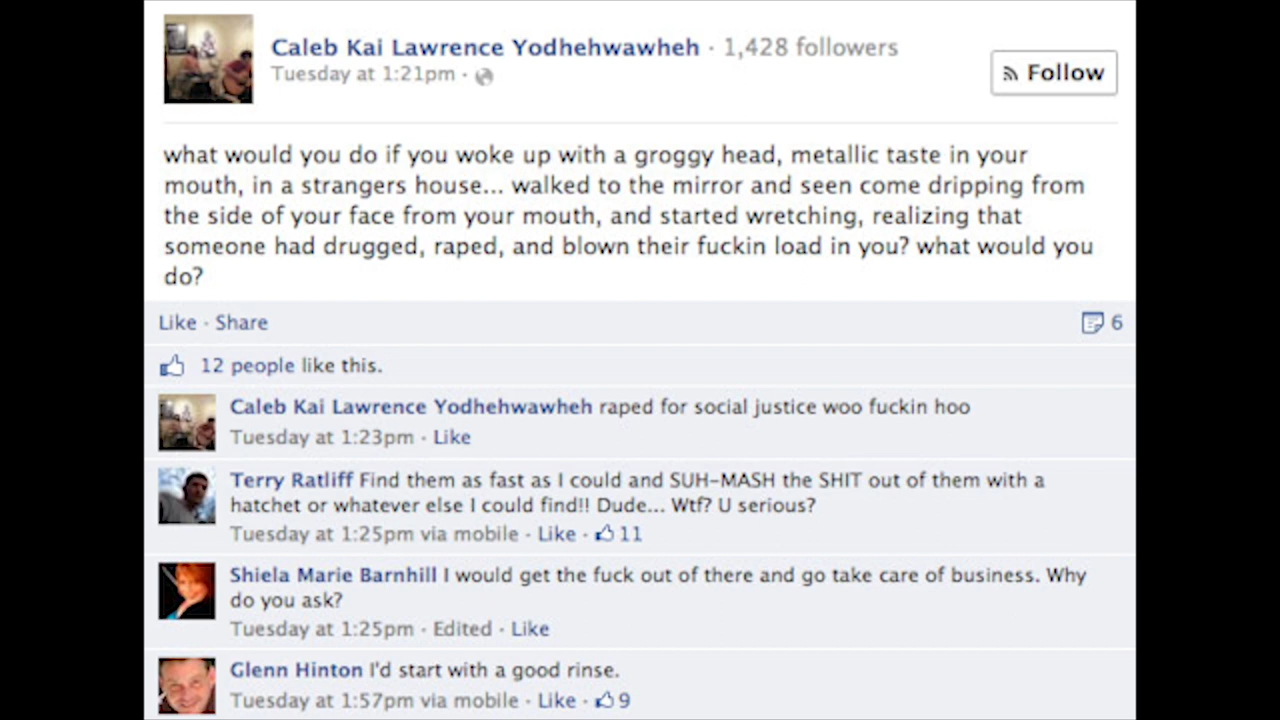 Caleb Kai Lawrence Yodhehwawheh · 1,428 followers
Tuesday at 1:21pm ·
Follow
what would you do if you woke up with a groggy head, metallic taste in your
mouth, in a strangers house... walked to the mirror and seen come dripping from
the side of your face from your mouth, and started wretching, realizing that
someone had drugged, raped, and blown their fuckin load in you? what would you
do?
Like · Share
6
12 people like this.
Caleb Kai Lawrence Yodhehwawheh raped for social justice woo fuckin hoo
Tuesday at 1:23pm · Like
Terry Ratliff Find them as fast as I could and SUH-MASH the SHIT out of them with a
hatchet or whatever else I could find!! Dude... Wtf? U serious?
Tuesday at 1:25pm via mobile · Like · 11
Shiela Marie Barnhill I would get the fuck out of there and go take care of business. Why
do you ask?
Tuesday at 1:25pm · Edited · Like
Glenn Hinton I'd start with a good rinse.
Tuesday at 1:57pm via mobile · Like · 9